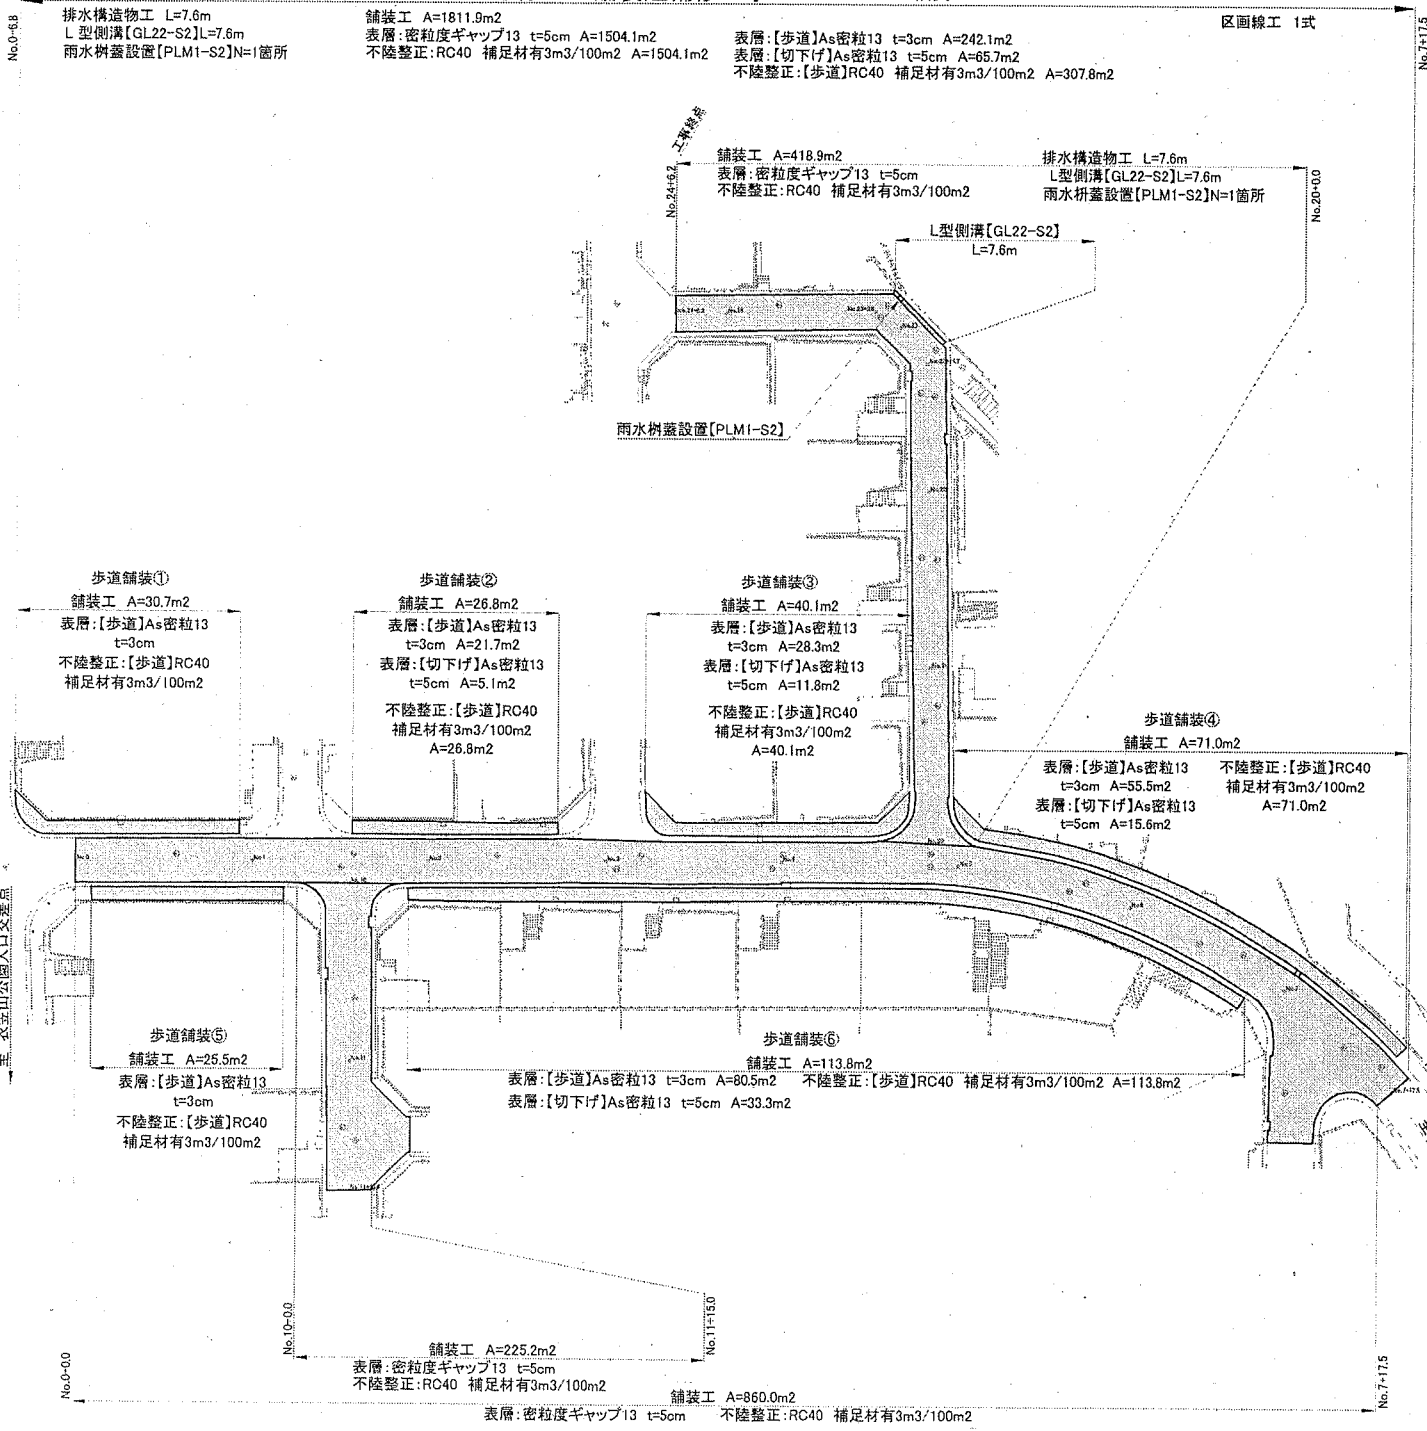 No.0-6.8
排水構造物工 L=7.6m
L型側溝[GL22-S2]L=7.6m
雨水桝蓋設置[PLM1-S2]N=1箇所
舗装工 A=1811.9m2
表層:密粒度ギャップ13 t=5cm A=1504.1m2
不陸整正:RC40 補足材有3m3/100m2 A=1504.1m2
表層:[歩道]As密粒13 t=3cm A=242.1m2
表層:[切下げ]As密粒13 t=5cm A=65.7m2
不陸整正:[歩道]RC40 補足材有3m3/100m2 A=307.8m2
区画線工 1式
No.7+17.5
工事終点
No.24+6.2
舗装工 A=418.9m2
表層:密粒度ギャップ13 t=5cm
不陸整正:RC40 補足材有3m3/100m2
排水構造物工 L=7.6m
L型側溝[GL22-S2]L=7.6m
雨水枡蓋設置[PLM1-S2]N=1箇所
No.20+0.0
L型側溝[GL22-S2]
L=7.6m
雨水桝蓋設置[PLM1-S2]
歩道舗装①
舗装工 A=30.7m2
表層:[歩道]As密粒13
t=3cm
不陸整正:[歩道]RC40
補足材有3m3/100m2
歩道舗装②
舗装工 A=26.8m2
表層:[歩道]As密粒13
t=3cm A=21.7m2
表層:[切下げ]As密粒13
t=5cm A=5.1m2
不陸整正:[歩道]RC40
補足材有3m3/100m2
A=26.8m2
歩道舗装③
舗装工 A=40.1m2
表層:[歩道]As密粒13
t=3cm A=28.3m2
表層:[切下げ]As密粒13
t=5cm A=11.8m2
不陸整正:[歩道]RC40
補足材有3m3/100m2
A=40.1m2
歩道舗装④
舗装工 A=71.0m2
表層:[歩道]As密粒13
t=3cm A=55.5m2
表層:[切下げ]As密粒13
t=5cm A=15.6m2
不陸整正:[歩道]RC40
補足材有3m3/100m2
A=71.0m2
至 衣笠山公園入口交差点
歩道舗装⑤
舗装工 A=25.5m2
表層:[歩道]As密粒13
t=3cm
不陸整正:[歩道]RC40
補足材有3m3/100m2
歩道舗装⑥
舗装工 A=113.8m2
表層:[歩道]As密粒13 t=3cm A=80.5m2 不陸整正:[歩道]RC40 補足材有3m3/100m2 A=113.8m2
表層:[切下げ]As密粒13 t=5cm A=33.3m2
No.10-0.0
No.11+15.0
舗装工 A=225.2m2
表層:密粒度ギャップ13 t=5cm
不陸整正:RC40 補足材有3m3/100m2
No.0-0.0
No.7+17.5
舗装工 A=860.0m2
表層:密粒度ギャップ13 t=5cm 不陸整正:RC40 補足材有3m3/100m2